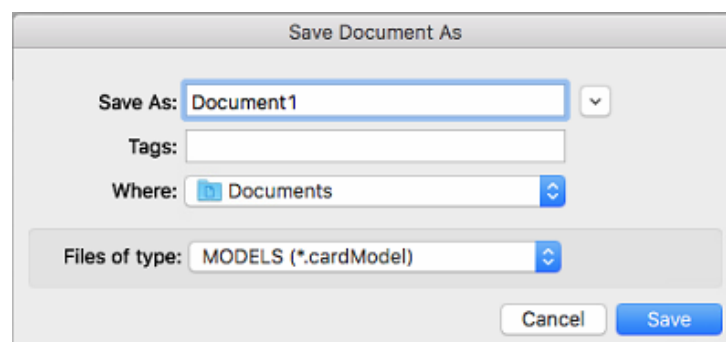 Save Document As
Save As: Document1
Tags:
Where: Documents
Files of type: MODELS (*.cardModel)
Cancel Save